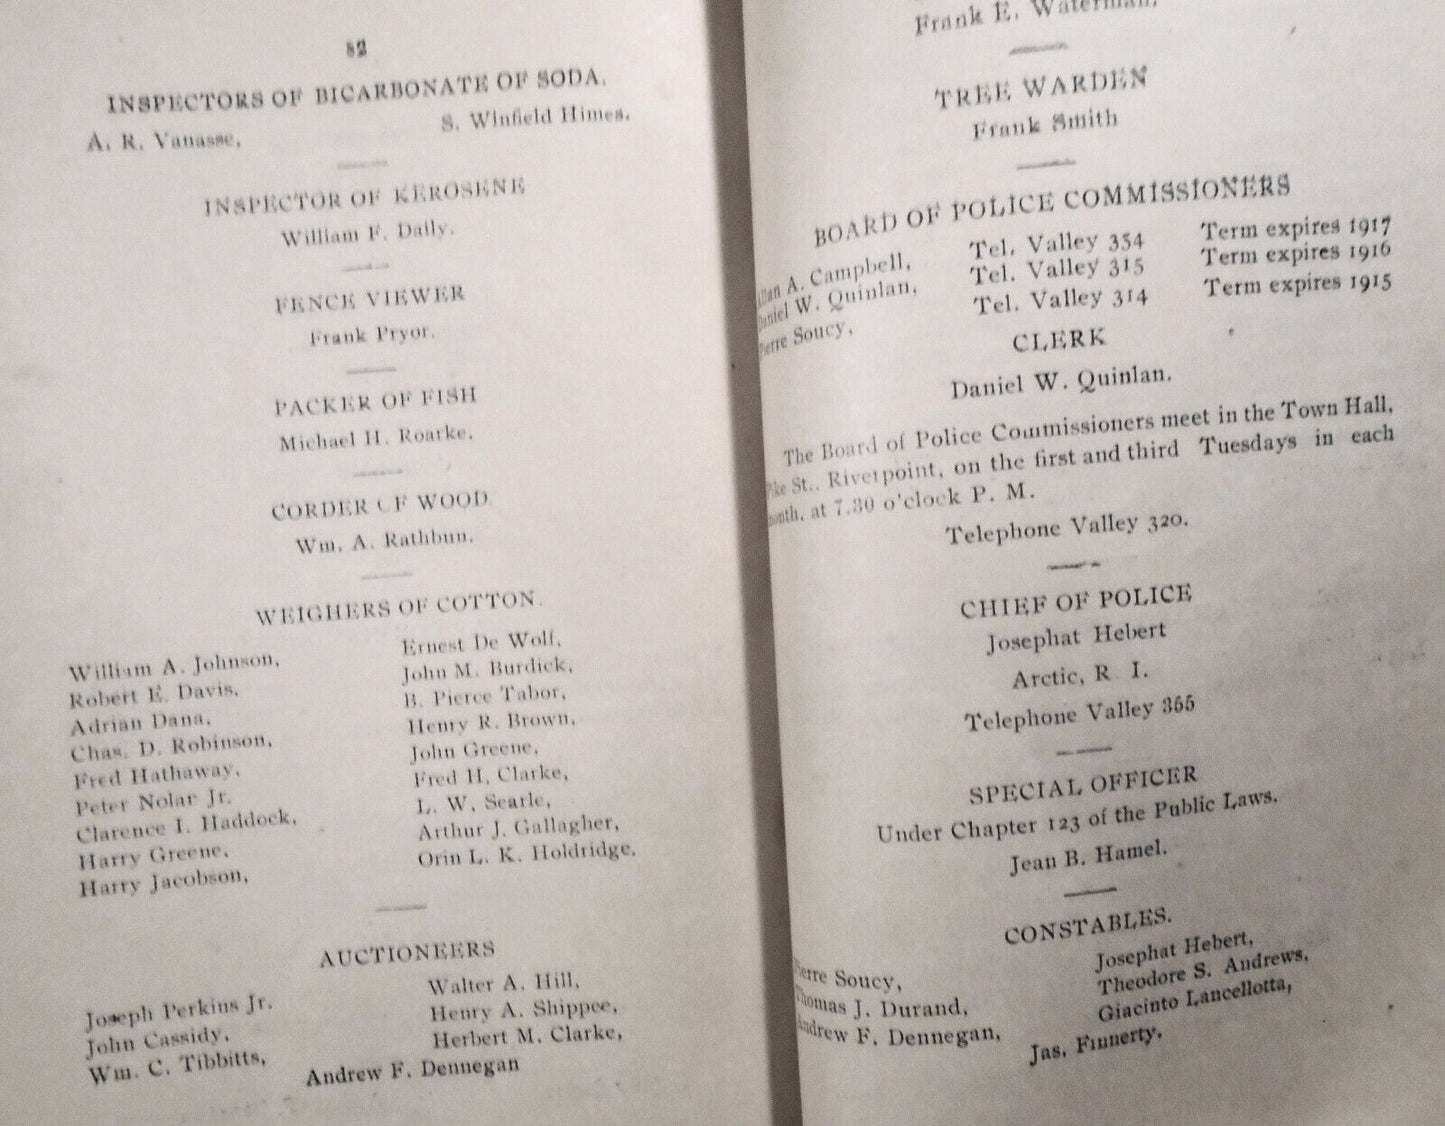 82
INSPECTORS OF BICARBONATE OF SODA.
A. R. Vanasse, S. Winfield Himes,
INSPECTOR OF KEROSENE
William F. Daily,
FENCE VIEWER
Frank Pryor,
PACKER OF FISH
Michael H. Roarke,
CORDER OF WOOD
Wm. A. Rathbun,
WEIGHERS OF COTTON.
William A. Johnson, Ernest De Wolf,
Robert E. Davis, John M. Burdick,
Adrian Dana, B. Pierce Tabor,
Chas. D. Robinson, Henry R. Brown,
Fred Hathaway, John Greene,
Peter Nolar Jr. Fred H. Clarke,
Clarence I. Haddock, L. W. Searle,
Harry Greene, Arthur J. Gallagher,
Harry Jacobson, Orin L. K. Holdridge,
AUCTIONEERS
Joseph Perkins Jr. Walter A. Hill,
John Cassidy, Henry A. Shippee,
Wm. C. Tibbitts, Herbert M. Clarke,
Andrew F. Dennegan
Frank E. Waterman,
TREE WARDEN
Frank Smith
BOARD OF POLICE COMMISSIONERS
Allan A. Campbell, Tel. Valley 354 Term expires 1917
Daniel W. Quinlan, Tel. Valley 315 Term expires 1916
Pierre Soucy, Tel. Valley 314 Term expires 1915
CLERK
Daniel W. Quinlan.
The Board of Police Commissioners meet in the Town Hall,
Pike St., Riverpoint, on the first and third Tuesdays in each
month, at 7.30 o'clock P. M.
Telephone Valley 320.
CHIEF OF POLICE
Josephat Hebert
Arctic, R I.
Telephone Valley 355
SPECIAL OFFICER
Under Chapter 123 of the Public Laws.
Jean B. Hamel.
CONSTABLES.
Pierre Soucy, Josephat Hebert,
Thomas J. Durand, Theodore S. Andrews,
Andrew F. Dennegan, Giacinto Lancellotta,
Jas. Finnerty.